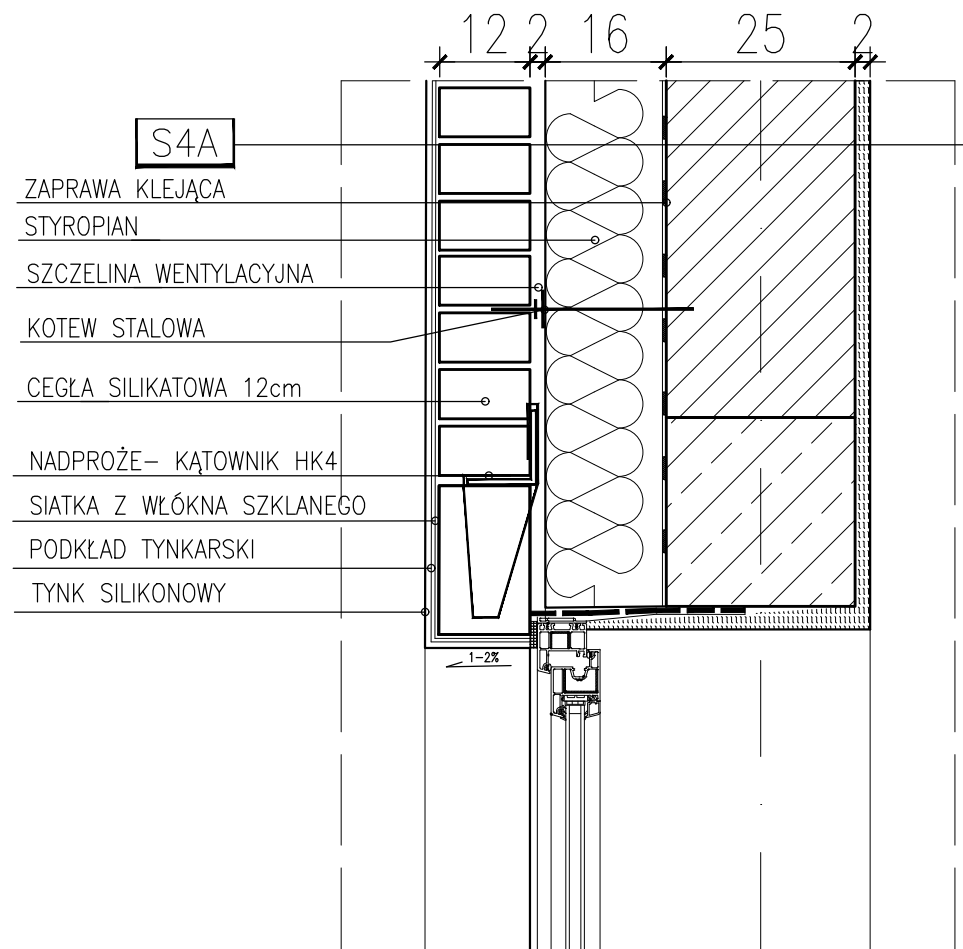 12 2 16 25 2
S4A
ZAPRAWA KLEJĄCA
STYROPIAN
SZCZELINA WENTYLACYJNA
KOTEW STALOWA
CEGŁA SILIKATOWA 12cm
NADPROŻE- KĄTOWNIK HK4
SIATKA Z WŁÓKNA SZKLANEGO
PODKŁAD TYNKARSKI
TYNK SILIKONOWY
1-2%